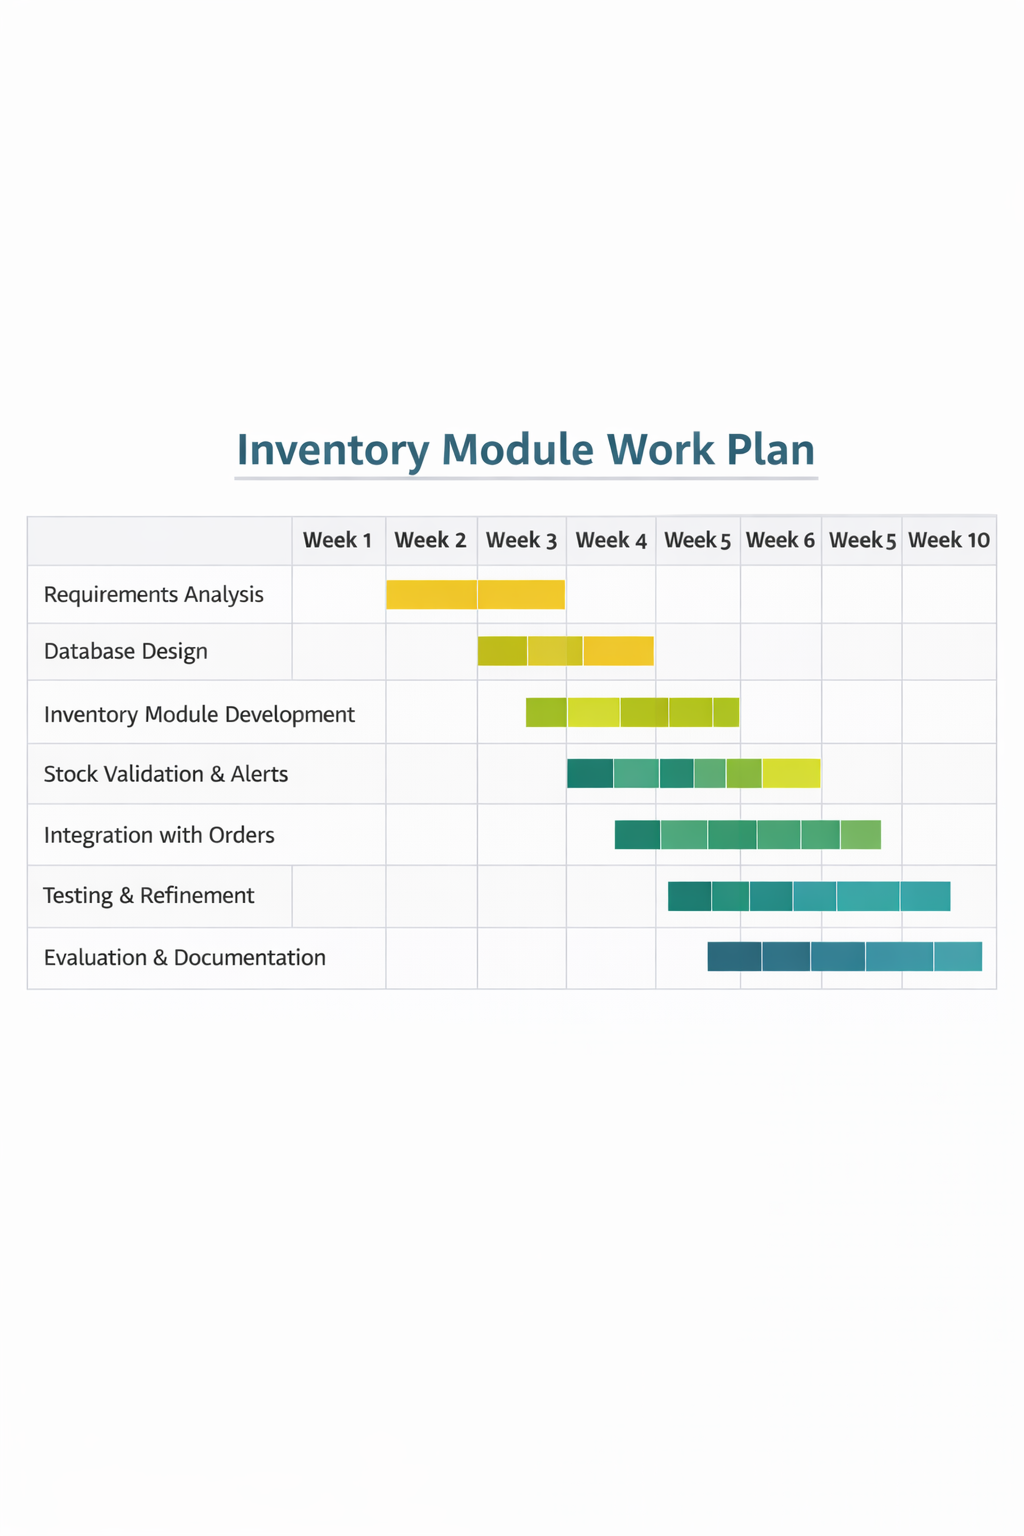 Inventory Module Work Plan
Week 1 Week 2 Week 3 Week 4 Week 5 Week 6 Week 5 Week 10
Requirements Analysis
Database Design
Inventory Module Development
Stock Validation & Alerts
Integration with Orders
Testing & Refinement
Evaluation & Documentation